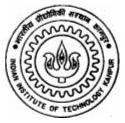 भारतीय प्रौद्योगिकी संस्थान कानपुर
INDIAN INSTITUTE OF TECHNOLOGY KANPUR